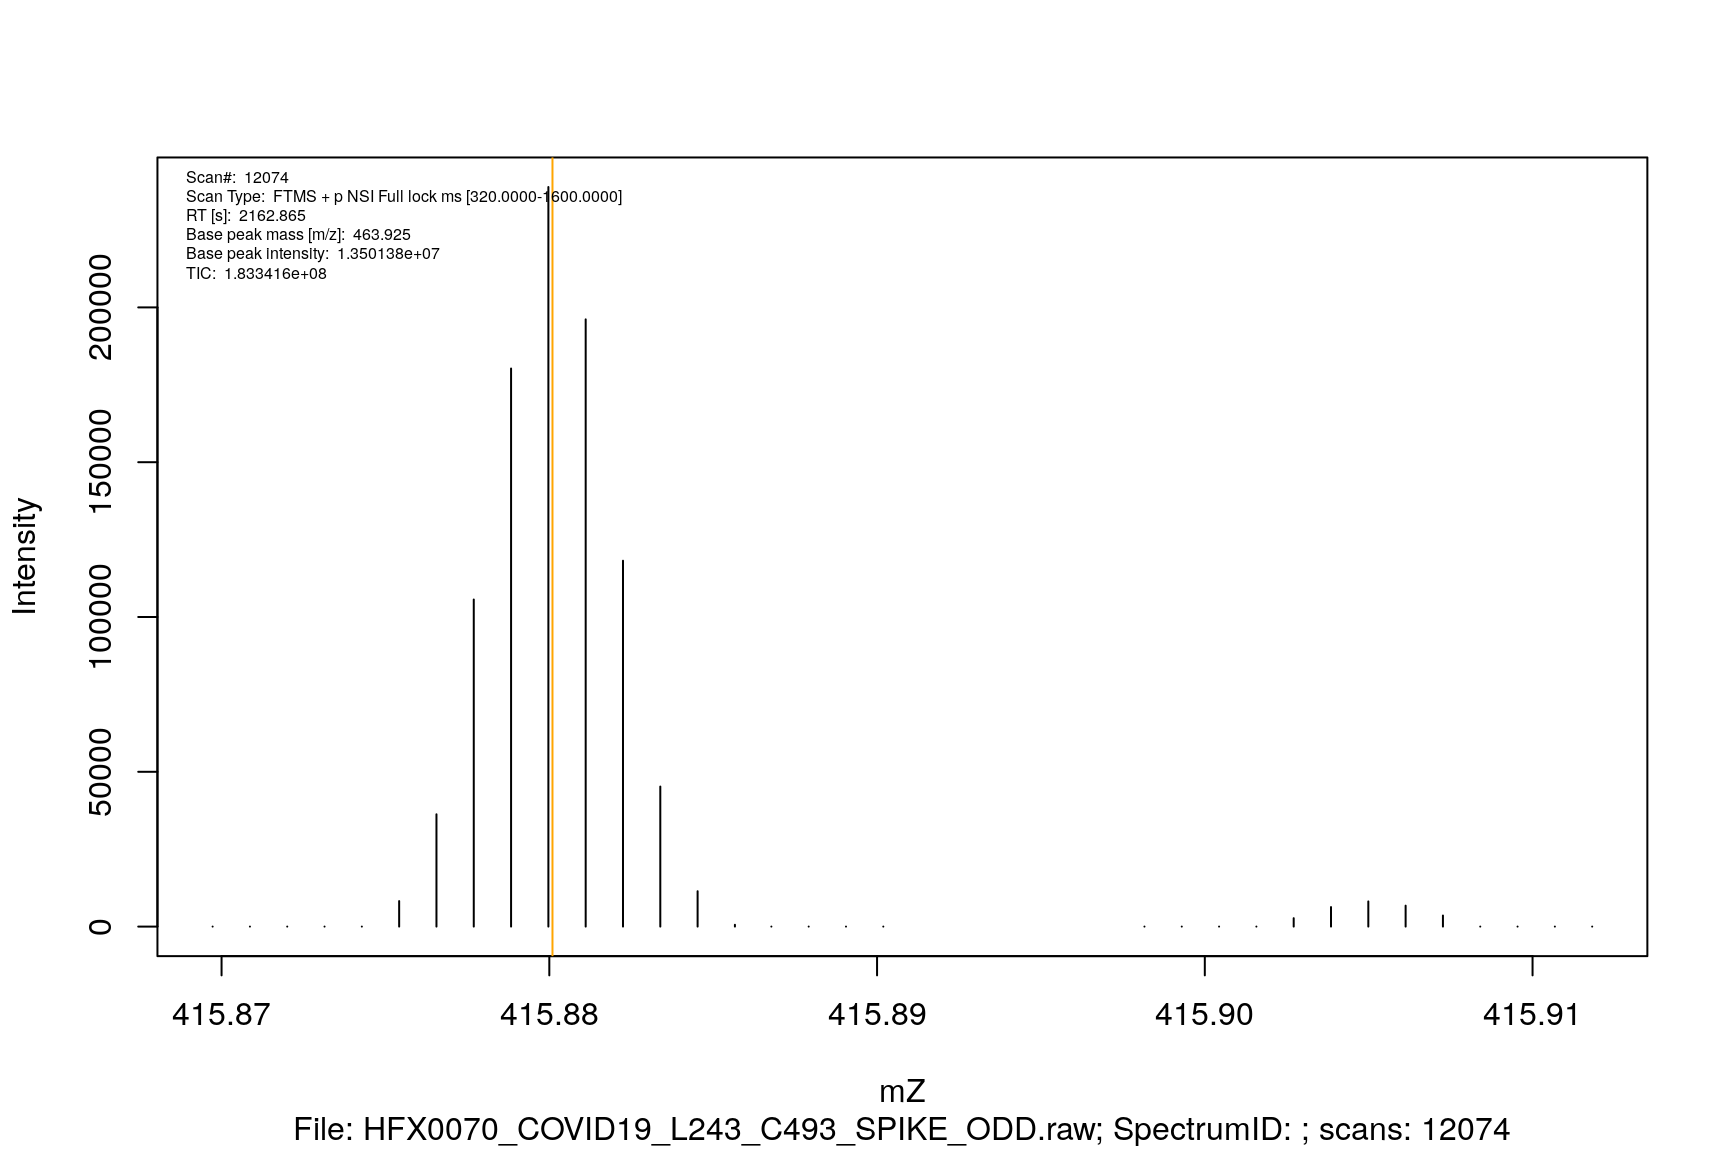 Scan#: 12074
Scan Type: FTMS + p NSI Full lock ms [320.0000-1600.0000]
RT [s]: 2162.865
Base peak mass [m/z]: 463.925
Base peak intensity: 1.350138e+07
TIC: 1.833416e+08
Intensity
200000
150000
100000
50000
0
415.87 415.88 415.89 415.90 415.91
mZ
File: HFX0070_COVID19_L243_C493_SPIKE_ODD.raw; SpectrumID: ; scans: 12074